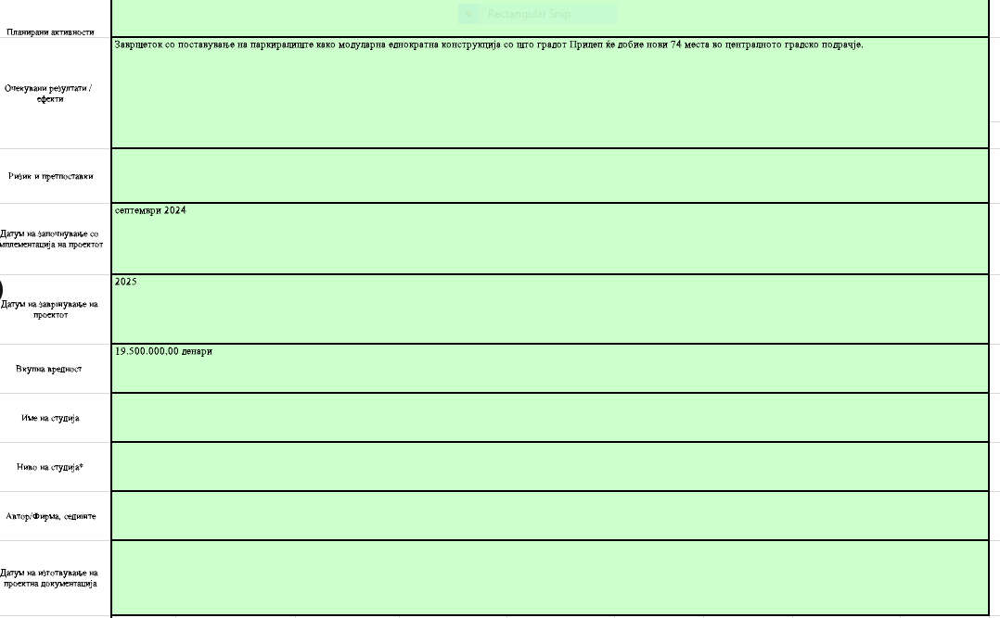 Rectangular Snip
Планирани активности
Завршеток со поставување на паркиралиште како модуларна еднократна конструкција со што градот Прилеп ќе добие нови 74 места во централното градско подрачје.
Очекувани резултати /
ефекти
Ризик и претпоставки
септември 2024
Датум на започнување со
мплементација на проектот
2025
Датум на завршување на
проектот
19.500.000,00 денари
Вкупна вредност
Име на студија
Ниво на студија*
Автор/Фирма, седиште
Датум на изготвување на
проектна документација